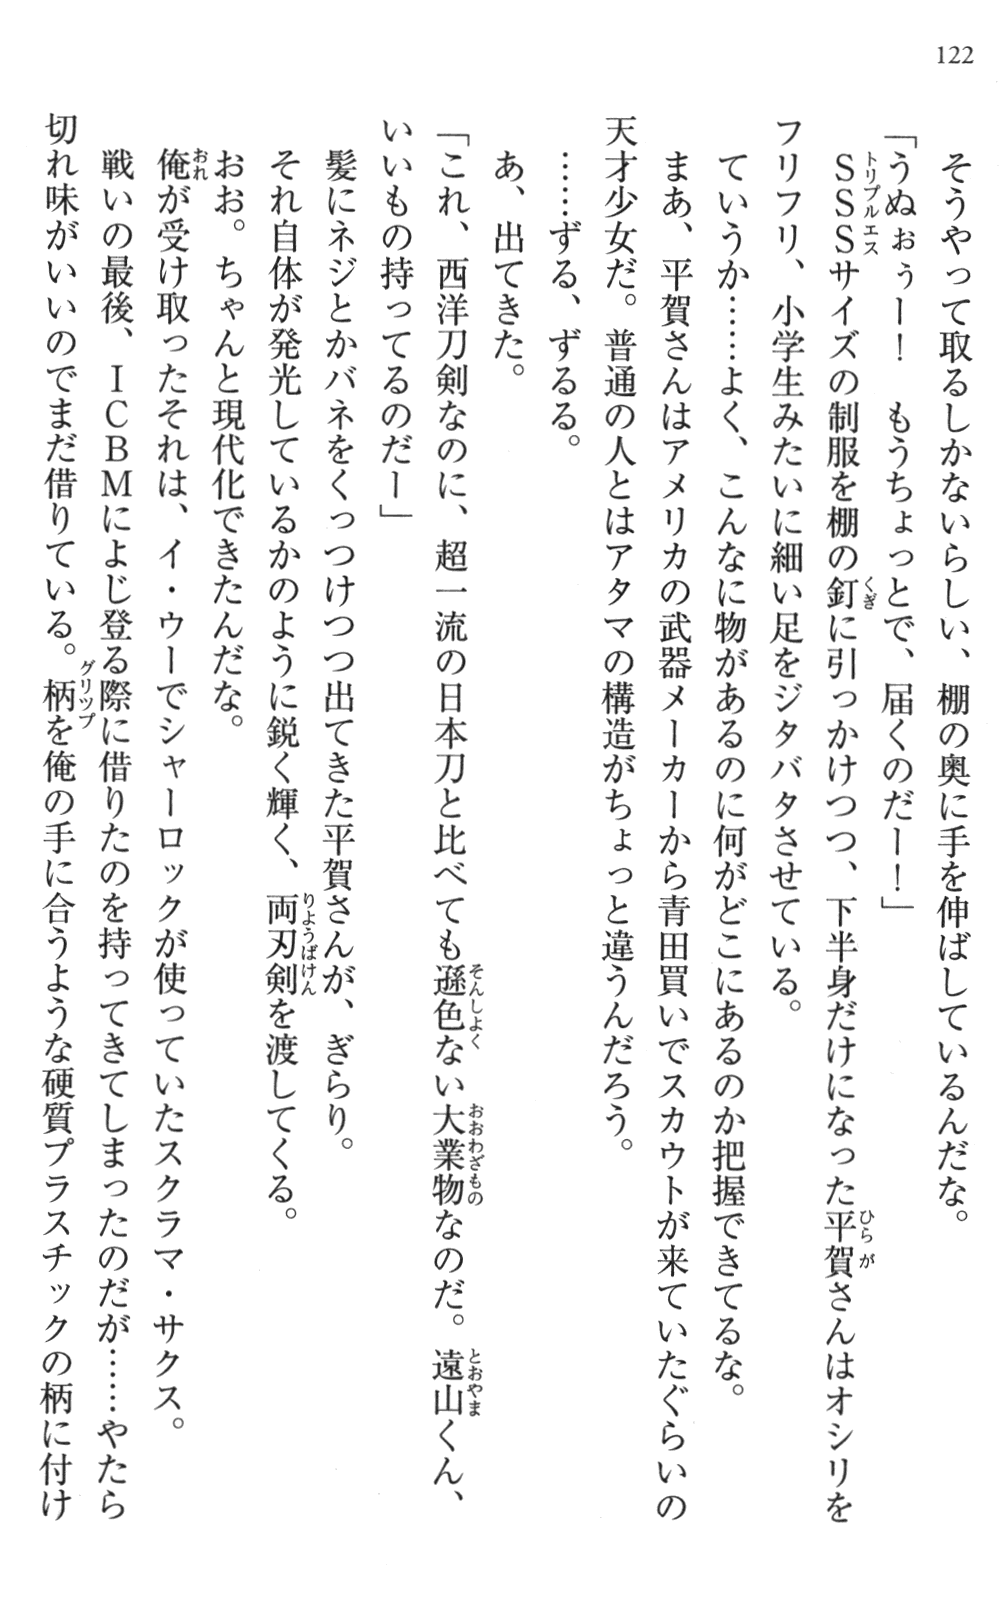 122
そうやって取るしかないらしい、棚の奥に手を伸ばしているんだな。
「うぬぉぅー！　もうちょっとで、届くのだー！」
ＳＳＳサイズの制服を棚の釘に引っかけつつ、下半身だけになった平賀さんはオシリを
フリフリ、小学生みたいに細い足をジタバタさせている。
ていうか……よく、こんなに物があるのに何がどこにあるのか把握できてるな。
まあ、平賀さんはアメリカの武器メーカーから青田買いでスカウトが来ていたぐらいの
天才少女だ。普通の人とはアタマの構造がちょっと違うんだろう。
……ずる、ずるる。
あ、出てきた。
「これ、西洋刀剣なのに、超一流の日本刀と比べても遜色ない大業物なのだ。遠山くん、
いいもの持ってるのだー」
髪にネジとかバネをくっつけつつ出てきた平賀さんが、ぎらり。
それ自体が発光しているかのように鋭く輝く、両刃剣を渡してくる。
おお。ちゃんと現代化できたんだな。
俺が受け取ったそれは、イ・ウーでシャーロックが使っていたスクラマ・サクス。
戦いの最後、ＩＣＢＭによじ登る際に借りたのを持ってきてしまったのだが……やたら
切れ味がいいのでまだ借りている。柄を俺の手に合うような硬質プラスチックの柄に付け